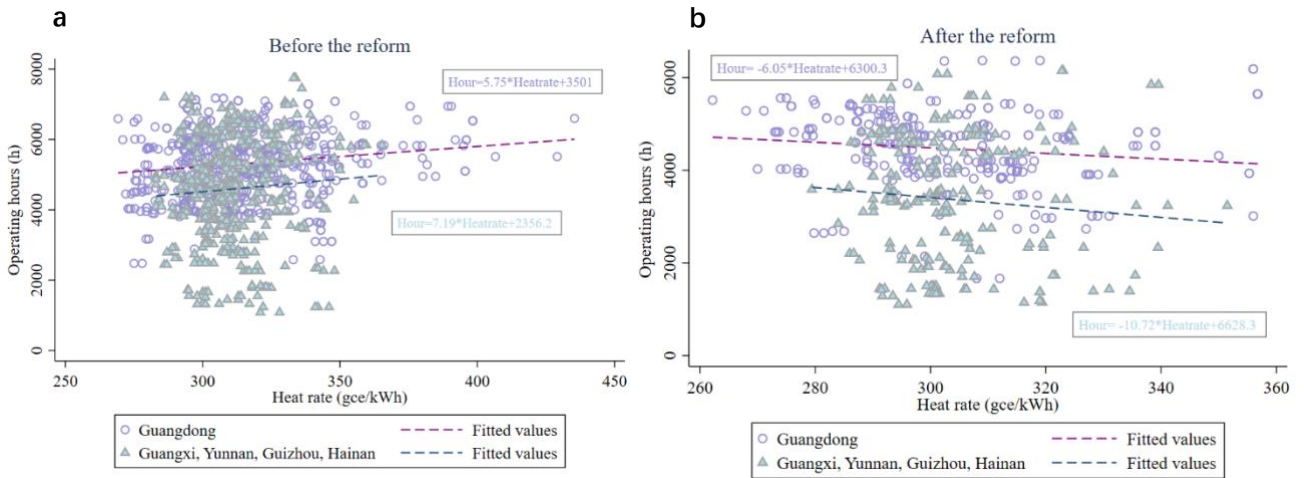 a
Before the reform
Hour=5.75*Heatrate+3501
Hour=7.19*Heatrate+2356.2
Operating hours (h)
8000
6000
4000
2000
0
250
300
350
400
450
Heat rate (gce/kWh)
Guangdong
Fitted values
Guangxi, Yunnan, Guizhou, Hainan
Fitted values
b
After the reform
Hour= -6.05*Heatrate+6300.3
Hour= -10.72*Heatrate+6628.3
Operating hours (h)
6000
4000
2000
0
260
280
300
320
340
360
Heat rate (gce/kWh)
Guangdong
Fitted values
Guangxi, Yunnan, Guizhou, Hainan
Fitted values